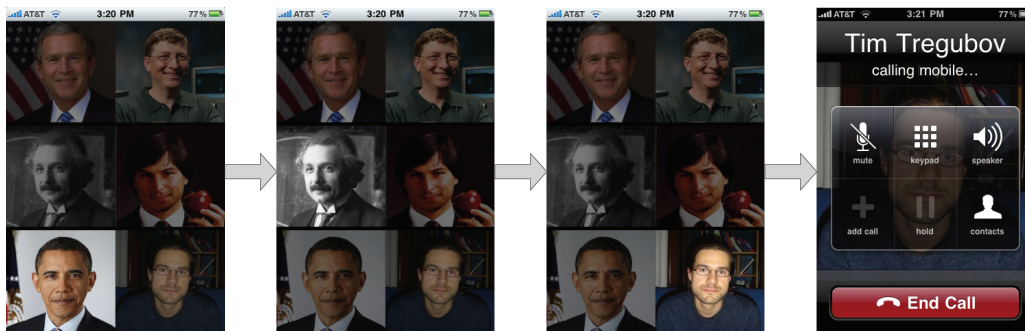 AT&T 3:20 PM 77%
AT&T 3:20 PM 77%
AT&T 3:20 PM 77%
AT&T 3:21 PM 77%
Tim Tregubov
calling mobile...
mute keypad speaker
add call hold contacts
End Call